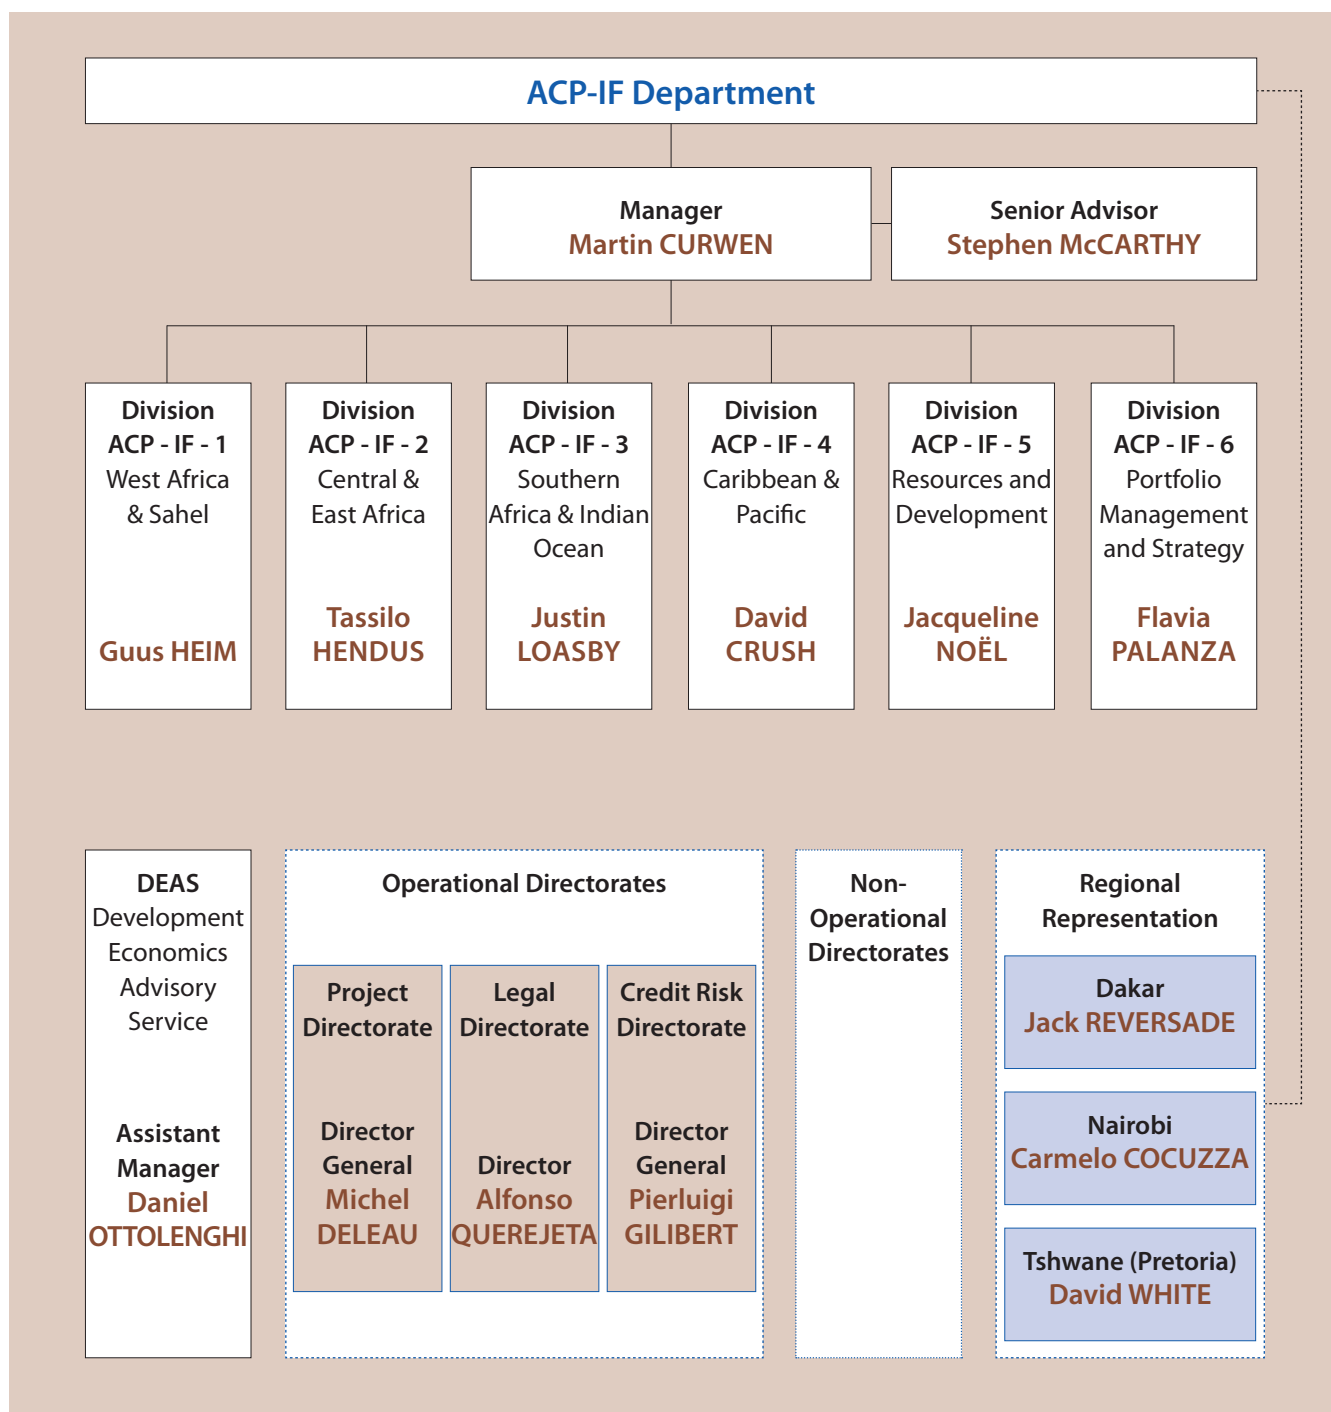 ACP-IF Department
Manager
Martin CURWEN
Senior Advisor
Stephen McCARTHY
Division
ACP - IF - 1
West Africa
& Sahel
Guus HEIM
Division
ACP - IF - 2
Central &
East Africa
Tassilo
HENDUS
Division
ACP - IF - 3
Southern
Africa & Indian
Ocean
Justin
LOASBY
Division
ACP - IF - 4
Caribbean &
Pacific
David
CRUSH
Division
ACP - IF - 5
Resources and
Development
Jacqueline
NOËL
Division
ACP - IF - 6
Portfolio
Management
and Strategy
Flavia
PALANZA
DEAS
Development
Economics
Advisory
Service
Assistant
Manager
Daniel
OTTOLENGHI
Operational Directorates
Project
Directorate
Director
General
Michel
DELEAU
Legal
Directorate
Director
Alfonso
QUEREJETA
Credit Risk
Directorate
Director
General
Pierluigi
GILIBERT
Non-
Operational
Directorates
Regional
Representation
Dakar
Jack REVERSADE
Nairobi
Carmelo COCUZZA
Tshwane (Pretoria)
David WHITE